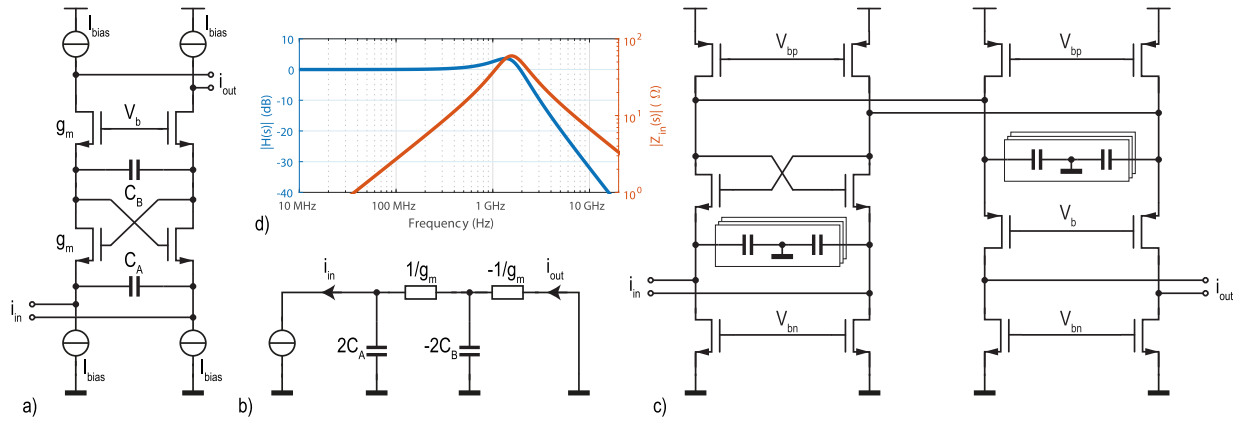 I_bias
I_bias
i_out
V_b
g_m
C_B
g_m
C_A
i_in
I_bias
I_bias
a)
10
0
-10
-20
-30
-40
|H(s)| (dB)
10^2
10^1
10^0
|Z_in(s)| ( Ω)
10 MHz
100 MHz
1 GHz
10 GHz
Frequency (Hz)
d)
i_in
1/g_m
-1/g_m
i_out
2C_A
-2C_B
b)
c)
V_bp
V_bp
V_b
i_in
i_out
V_bn
V_bn